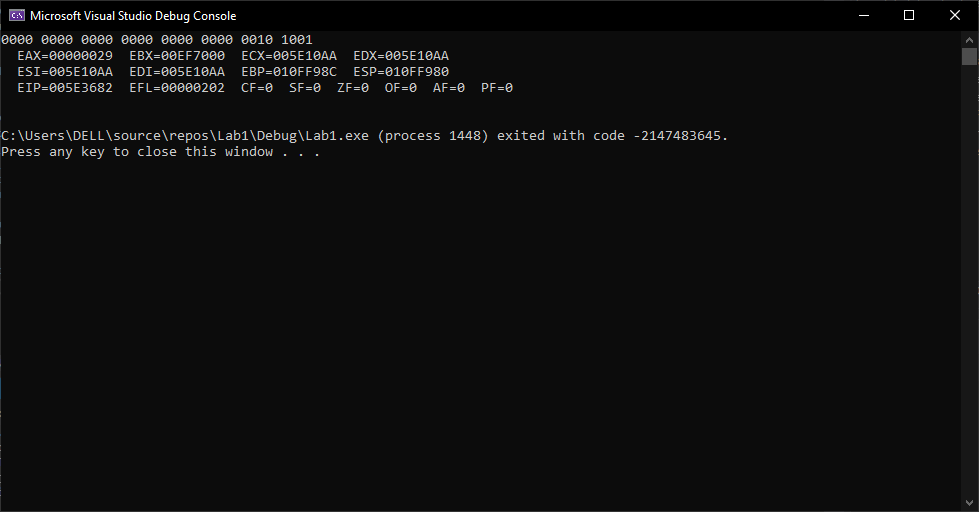 Microsoft Visual Studio Debug Console
0000 0000 0000 0000 0000 0000 0010 1001
EAX=00000029  EBX=00EF7000  ECX=005E10AA  EDX=005E10AA
ESI=005E10AA  EDI=005E10AA  EBP=010FF98C  ESP=010FF980
EIP=005E3682  EFL=00000202  CF=0  SF=0  ZF=0  OF=0  AF=0  PF=0
C:\Users\DELL\source\repos\Lab1\Debug\Lab1.exe (process 1448) exited with code -2147483645.
Press any key to close this window . . .